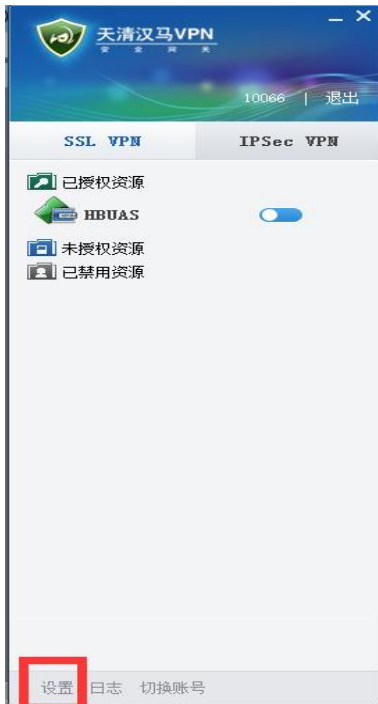 天清汉马VPN
安 全 网 关
10066 | 退出
SSL VPN IPSec VPN
已授权资源
HBUAS
未授权资源
已禁用资源
设置 日志 切换账号